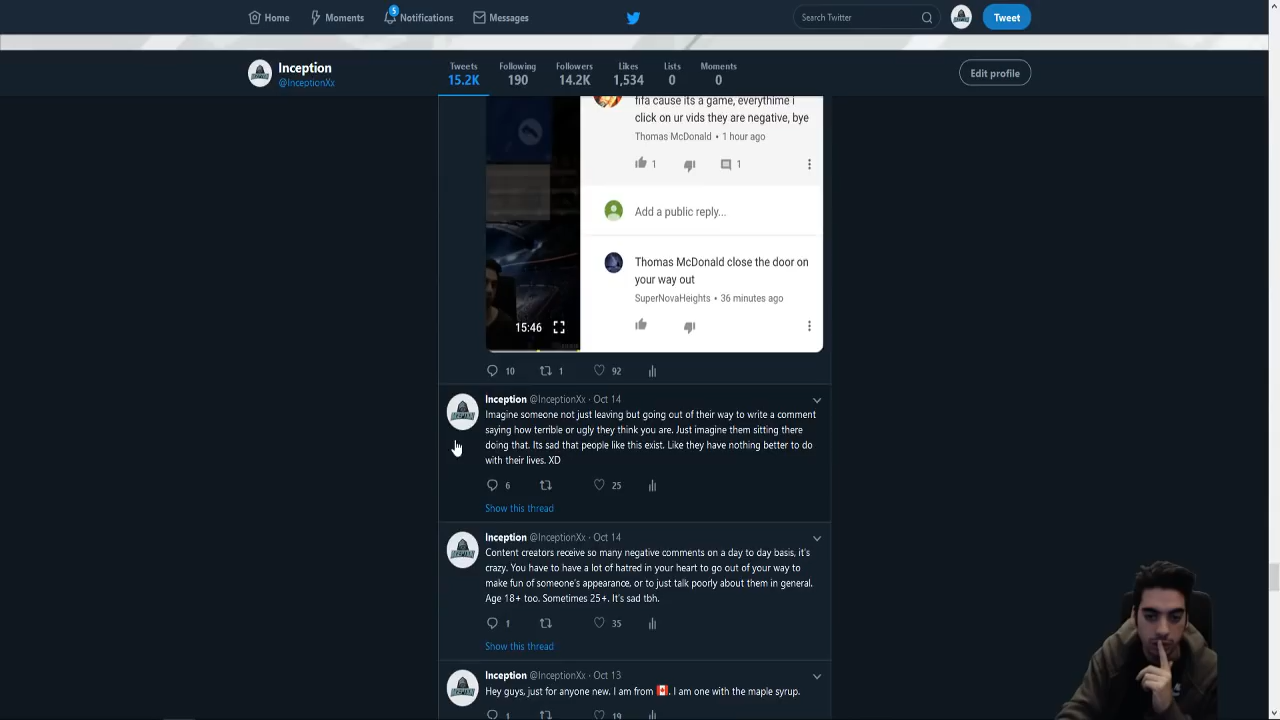 Home Moments 5 Notifications Messages Search Twitter Tweet
Inception
@InceptionXx
Tweets Following Followers Likes Lists Moments
15.2K 190 14.2K 1,534 0 0
Edit profile
fifa cause its a game, everythime i
click on ur vids they are negative, bye
Thomas McDonald • 1 hour ago
1 1
Add a public reply...
Thomas McDonald close the door on
your way out
SuperNovaHeights • 36 minutes ago
15:46
10 1 92
Inception @InceptionXx · Oct 14
Imagine someone not just leaving but going out of their way to write a comment
saying how terrible or ugly they think you are. Just imagine them sitting there
doing that. Its sad that people like this exist. Like they have nothing better to do
with their lives. XD
6 25
Show this thread
Inception @InceptionXx · Oct 14
Content creators receive so many negative comments on a day to day basis, it's
crazy. You have to have a lot of hatred in your heart to go out of your way to
make fun of someone's appearance, or to just talk poorly about them in general.
Age 18+ too. Sometimes 25+. It's sad tbh.
1 35
Show this thread
Inception @InceptionXx · Oct 13
Hey guys, just for anyone new. I am from 🇨🇦. I am one with the maple syrup.
1 19